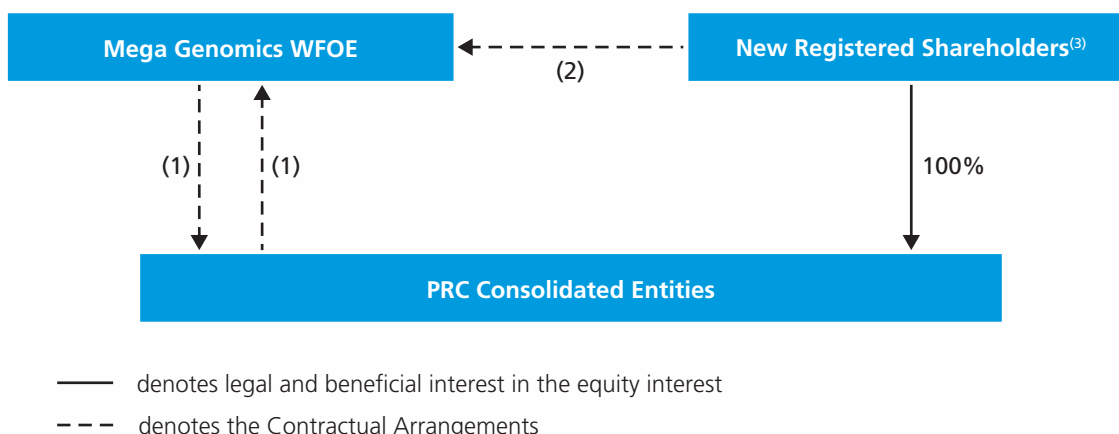 Mega Genomics WFOE
New Registered Shareholders(3)
(2)
(1)
(1)
100%
PRC Consolidated Entities
denotes legal and beneficial interest in the equity interest
denotes the Contractual Arrangements